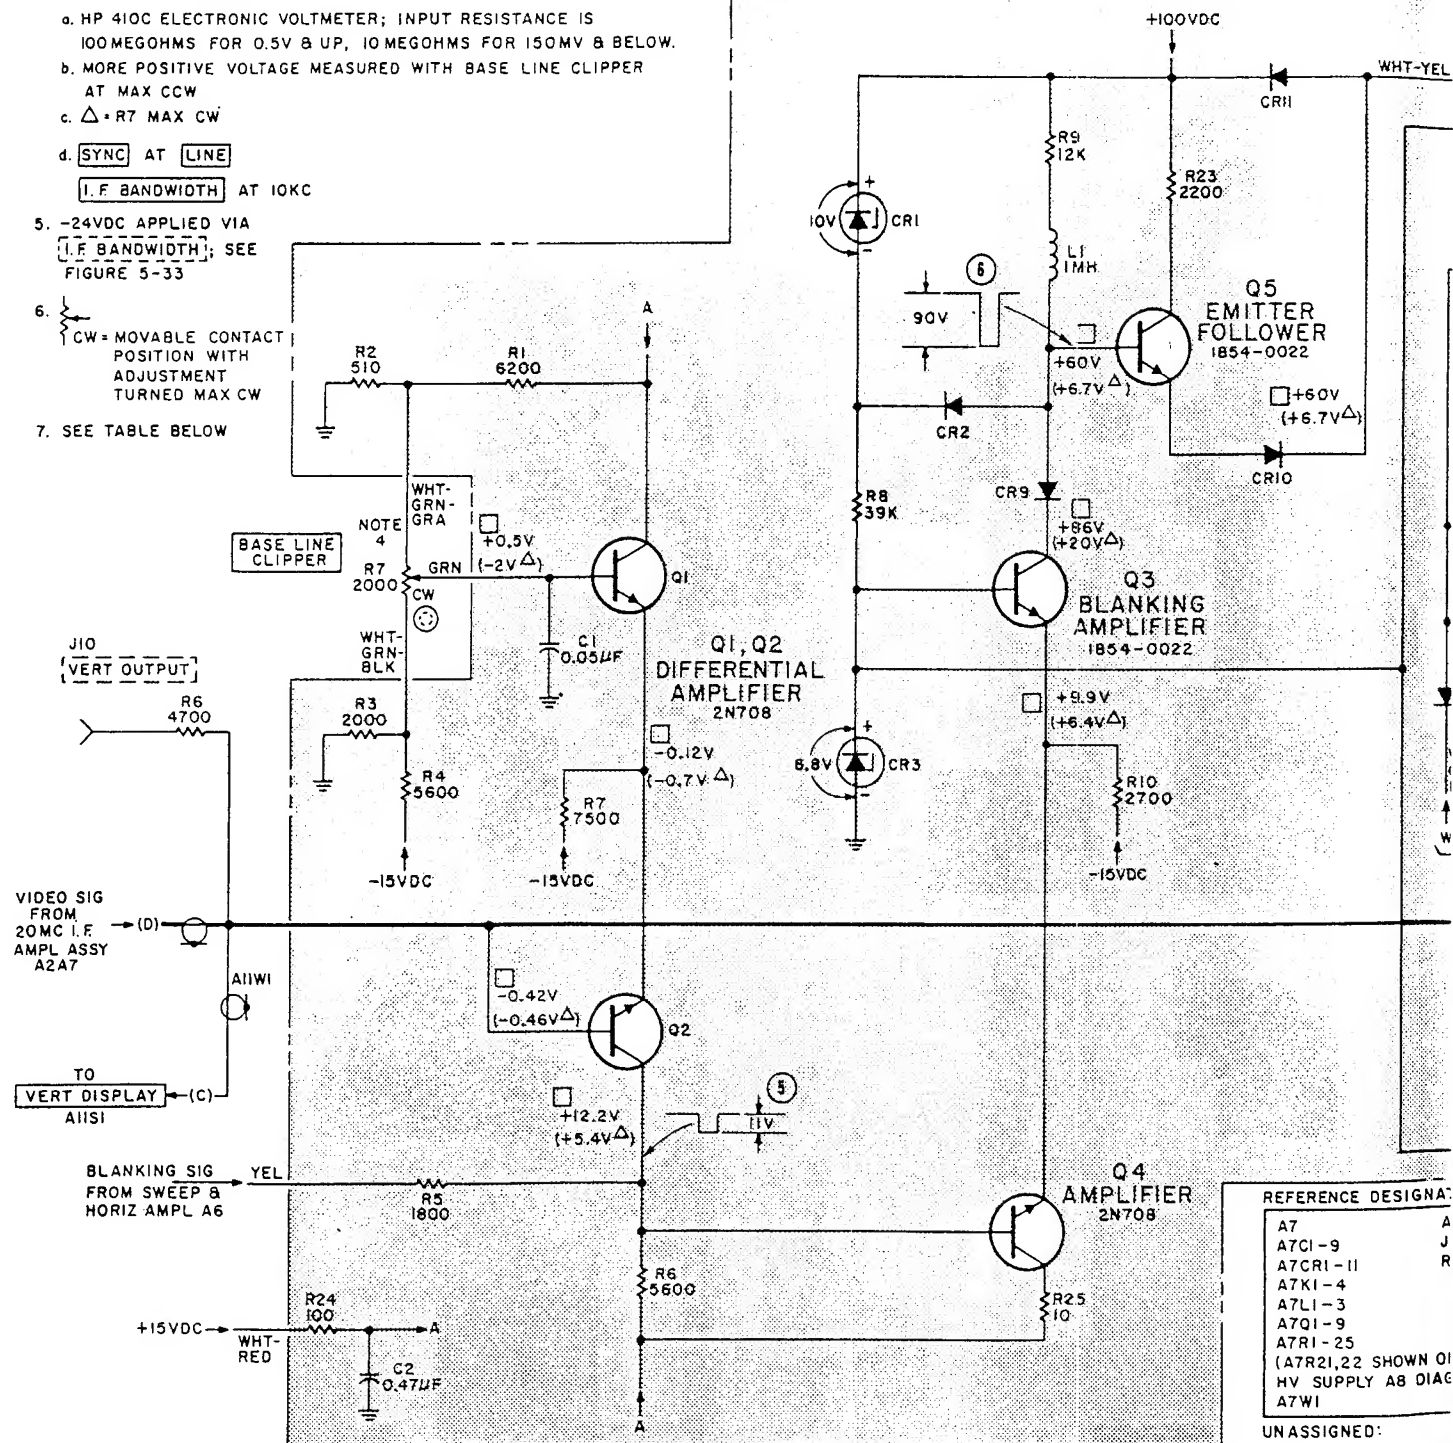 a. HP 410C ELECTRONIC VOLTMETER; INPUT RESISTANCE IS
100 MEGOHMS FOR 0.5V & UP, 10 MEGOHMS FOR 150MV & BELOW.
b. MORE POSITIVE VOLTAGE MEASURED WITH BASE LINE CLIPPER
AT MAX CCW
c. △ = R7 MAX CW
d. SYNC AT LINE
I.F. BANDWIDTH AT 10KC
5. -24VDC APPLIED VIA
I.F. BANDWIDTH; SEE
FIGURE 5-33
6.
CW = MOVABLE CONTACT
POSITION WITH
ADJUSTMENT
TURNED MAX CW
7. SEE TABLE BELOW
+100VDC
WHT-YEL
CR11
R9
12K
R23
2200
+
10V
CR1
-
L1
1MH
6
90V
Q5
EMITTER
FOLLOWER
1854-0022
+60V
(+6.7V△)
+60V
(+6.7V△)
CR2
CR10
A
R2
510
R1
6200
R8
39K
CR9
+86V
(+20V△)
WHT-
GRN-
GRA
NOTE
4
BASE LINE
CLIPPER
R7
2000
GRN
CW
+0.5V
(-2V△)
Q1
Q3
BLANKING
AMPLIFIER
1854-0022
WHT-
GRN-
BLK
C1
0.05UF
Q1, Q2
DIFFERENTIAL
AMPLIFIER
2N708
J10
VERT OUTPUT
R6
4700
R3
2000
R4
5600
-15VDC
+9.9V
(+6.4V△)
-0.12V
(-0.7V△)
R7
7500
-15VDC
+
6.8V
CR3
-
R10
2700
-15VDC
VIDEO SIG
FROM
20MC I.F.
AMPL ASSY
A2A7
(D)
A11W1
-0.42V
(-0.46V△)
Q2
TO
VERT DISPLAY
A11S1
(C)
+12.2V
(+5.4V△)
5
11V
BLANKING SIG
FROM SWEEP &
HORIZ AMPL A6
YEL
R5
1800
Q4
AMPLIFIER
2N708
R6
5600
R25
10
+15VDC
WHT-
RED
R24
100
A
C2
0.47UF
A
REFERENCE DESIGNAT
A7
A7C1-9
A7CR1-11
A7K1-4
A7L1-3
A7Q1-9
A7R1-25
(A7R21,22 SHOWN O
HV SUPPLY A8 DIAG
A7W1
A
J
R
UNASSIGNED:
W